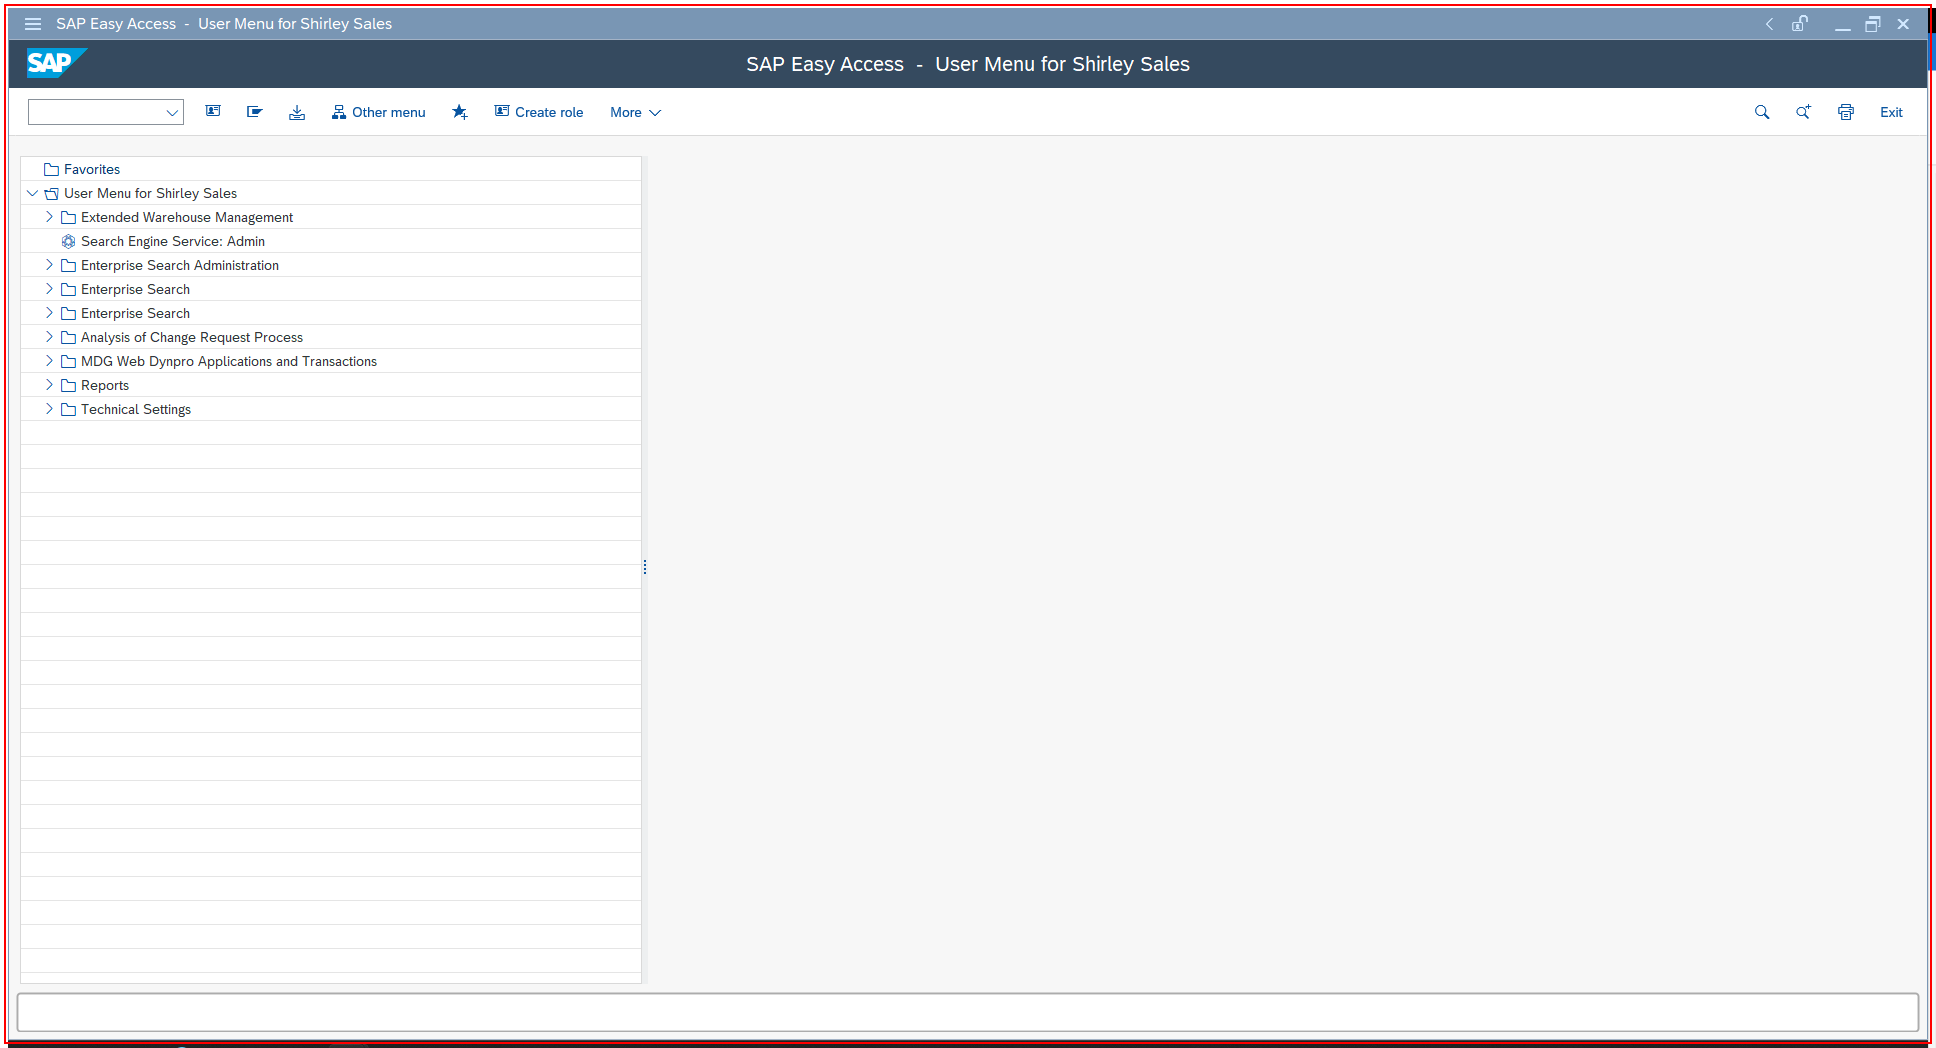 SAP Easy Access - User Menu for Shirley Sales
SAP
SAP Easy Access - User Menu for Shirley Sales
Other menu
Create role
More
Exit
Favorites
User Menu for Shirley Sales
Extended Warehouse Management
Search Engine Service: Admin
Enterprise Search Administration
Enterprise Search
Enterprise Search
Analysis of Change Request Process
MDG Web Dynpro Applications and Transactions
Reports
Technical Settings